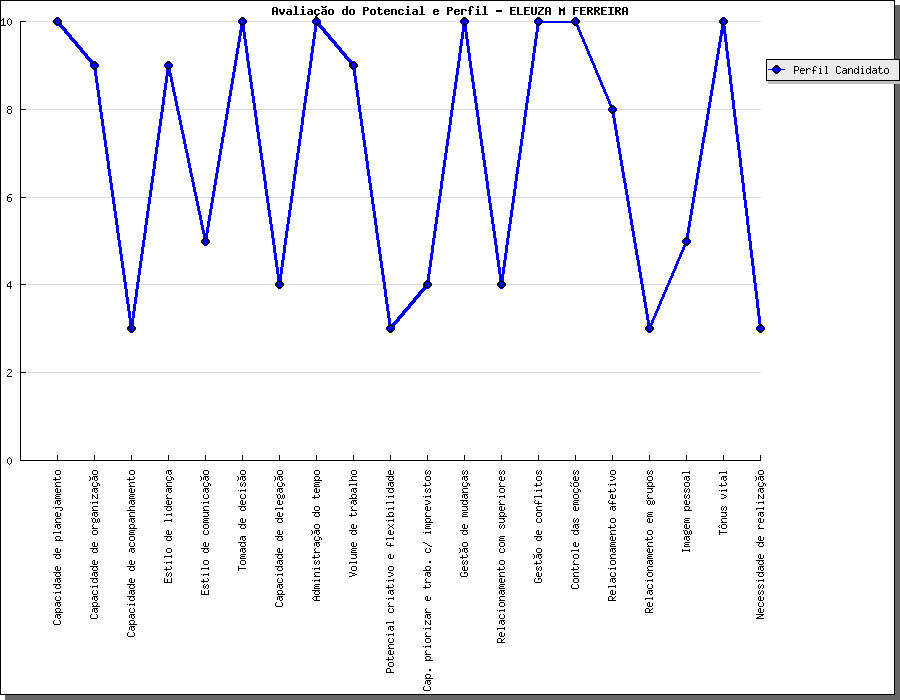 Avaliação do Potencial e Perfil - ELEUZA M FERREIRA
Perfil Candidato
10
8
6
4
2
0
Capacidade de planejamento
Capacidade de organização
Capacidade de acompanhamento
Estilo de liderança
Estilo de comunicação
Tomada de decisão
Capacidade de delegação
Administração do tempo
Volume de trabalho
Potencial criativo e flexibilidade
Cap. priorizar e trab. c/ imprevistos
Gestão de mudanças
Relacionamento com superiores
Gestão de conflitos
Controle das emoções
Relacionamento afetivo
Relacionamento em grupos
Imagem pessoal
Tônus vital
Necessidade de realização